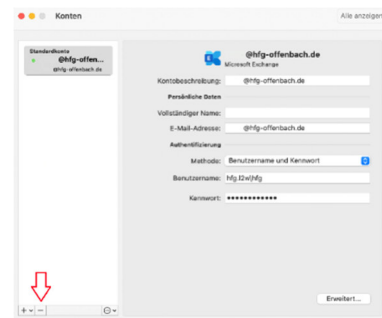 Konten
Alle anzeigen
Standardkonto
@hfg-offen...
@hfg-offenbach.de
@hfg-offenbach.de
Microsoft Exchange
Kontobeschreibung: @hfg-offenbach.de
Persönliche Daten
Vollständiger Name:
E-Mail-Adresse: @hfg-offenbach.de
Authentifizierung
Methode: Benutzername und Kennwort
Benutzername:
Kennwort: ••••••••••••
Erweitert...